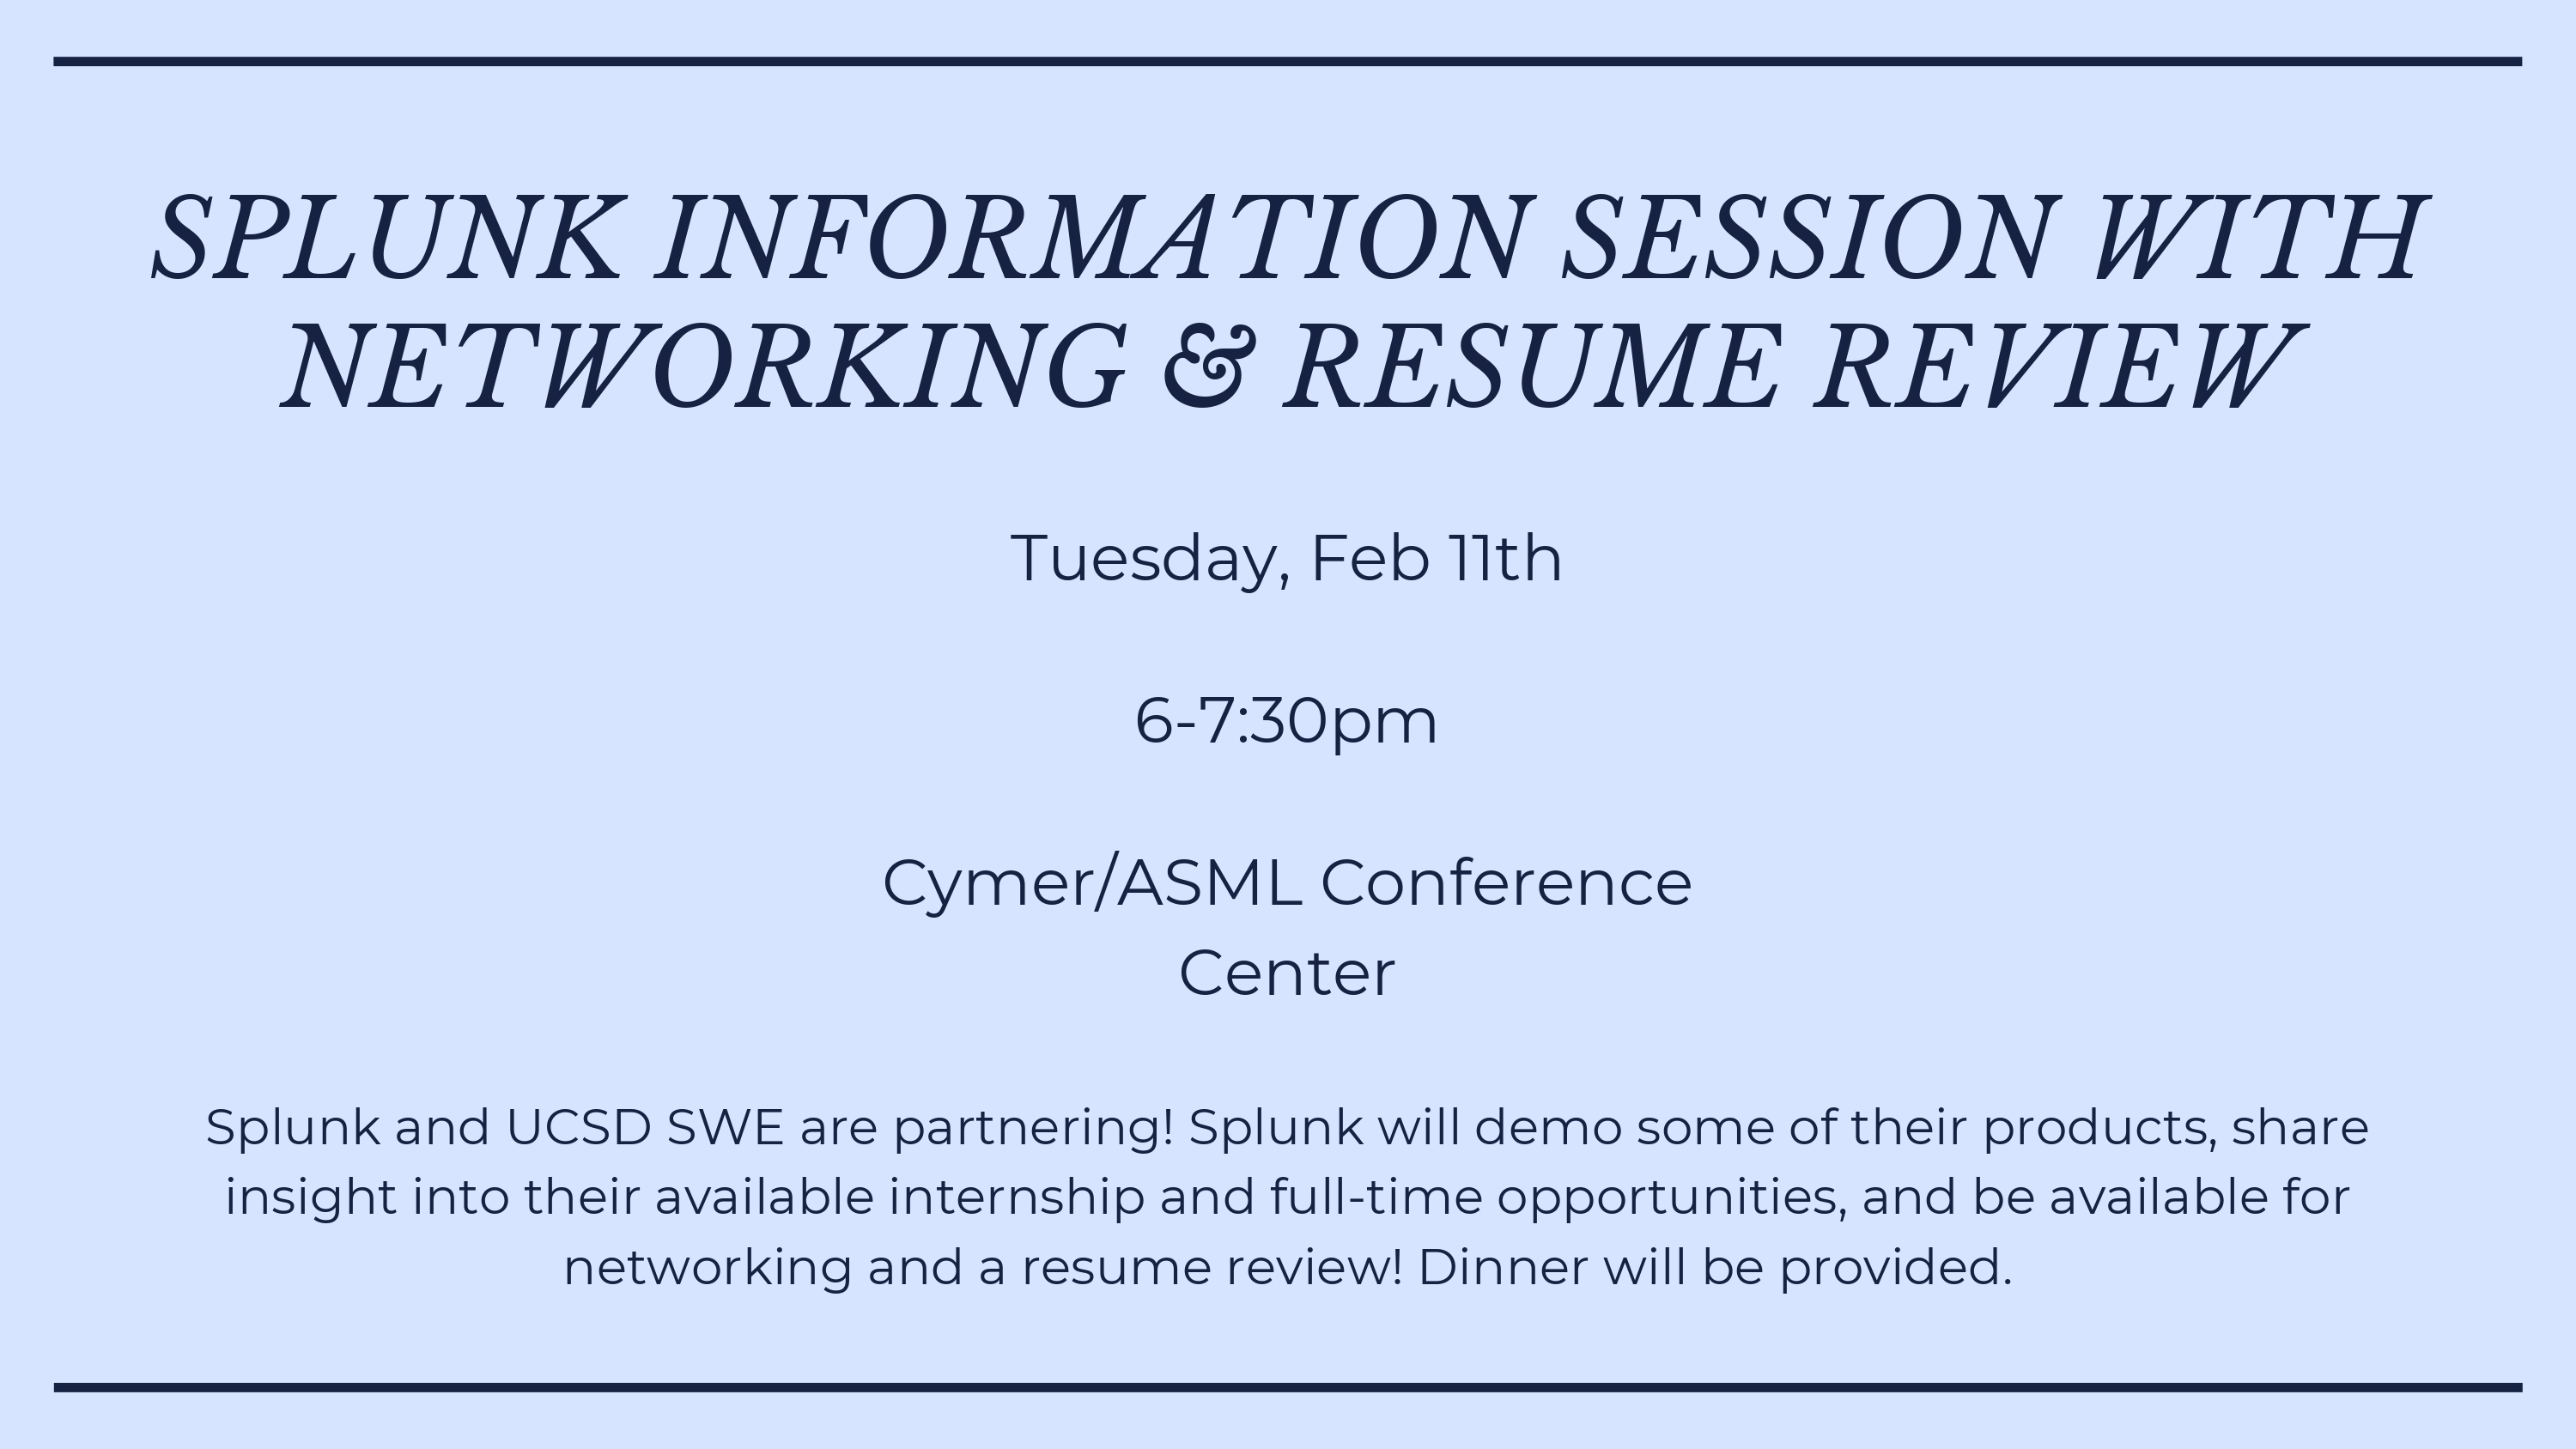 SPLUNK INFORMATION SESSION WITH
NETWORKING & RESUME REVIEW
Tuesday, Feb 11th
6-7:30pm
Cymer/ASML Conference
Center
Splunk and UCSD SWE are partnering! Splunk will demo some of their products, share
insight into their available internship and full-time opportunities, and be available for
networking and a resume review! Dinner will be provided.